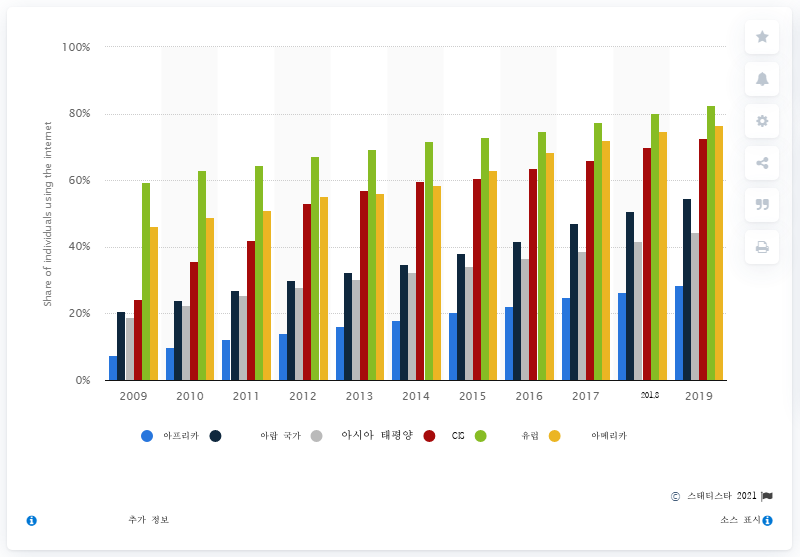 100%
80%
60%
40%
20%
0%
Share of individuals using the internet
2009 2010 2011 2012 2013 2014 2015 2016 2017 2018 2019
아프리카 아랍 국가 아시아 태평양 CIS 유럽 아메리카
© 스태티스타 2021
추가 정보 소스 표시